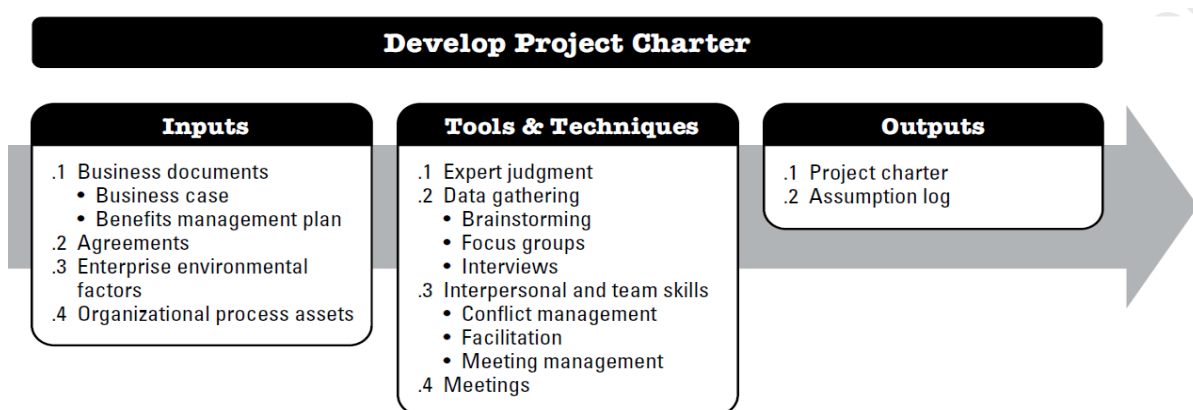 Develop Project Charter
Inputs
.1 Business documents
• Business case
• Benefits management plan
.2 Agreements
.3 Enterprise environmental
factors
.4 Organizational process assets
Tools & Techniques
.1 Expert judgment
.2 Data gathering
• Brainstorming
• Focus groups
• Interviews
.3 Interpersonal and team skills
• Conflict management
• Facilitation
• Meeting management
.4 Meetings
Outputs
.1 Project charter
.2 Assumption log